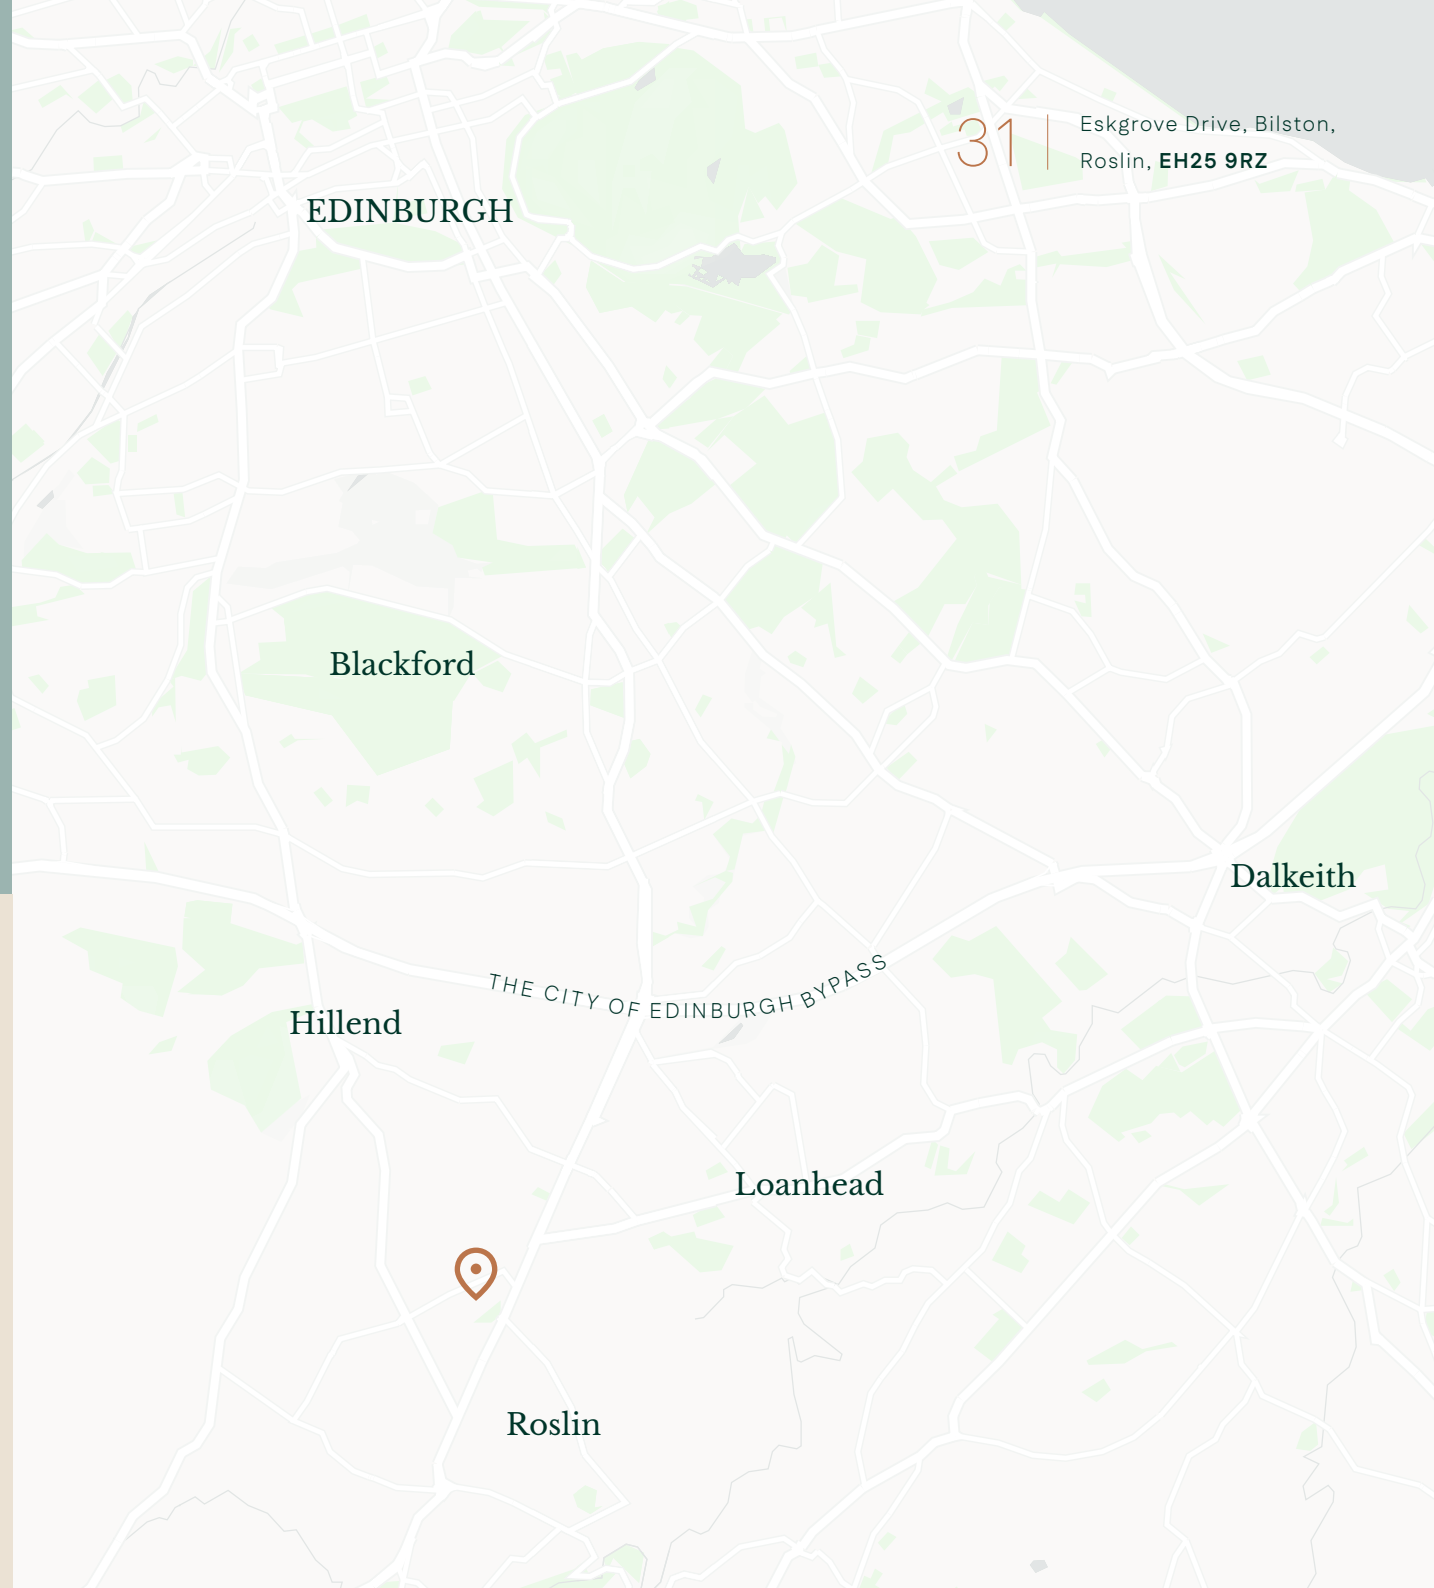 31
Eskgrove Drive, Bilston,
Roslin, EH25 9RZ
EDINBURGH
Blackford
Dalkeith
THE CITY OF EDINBURGH BYPASS
Hillend
Loanhead
Roslin